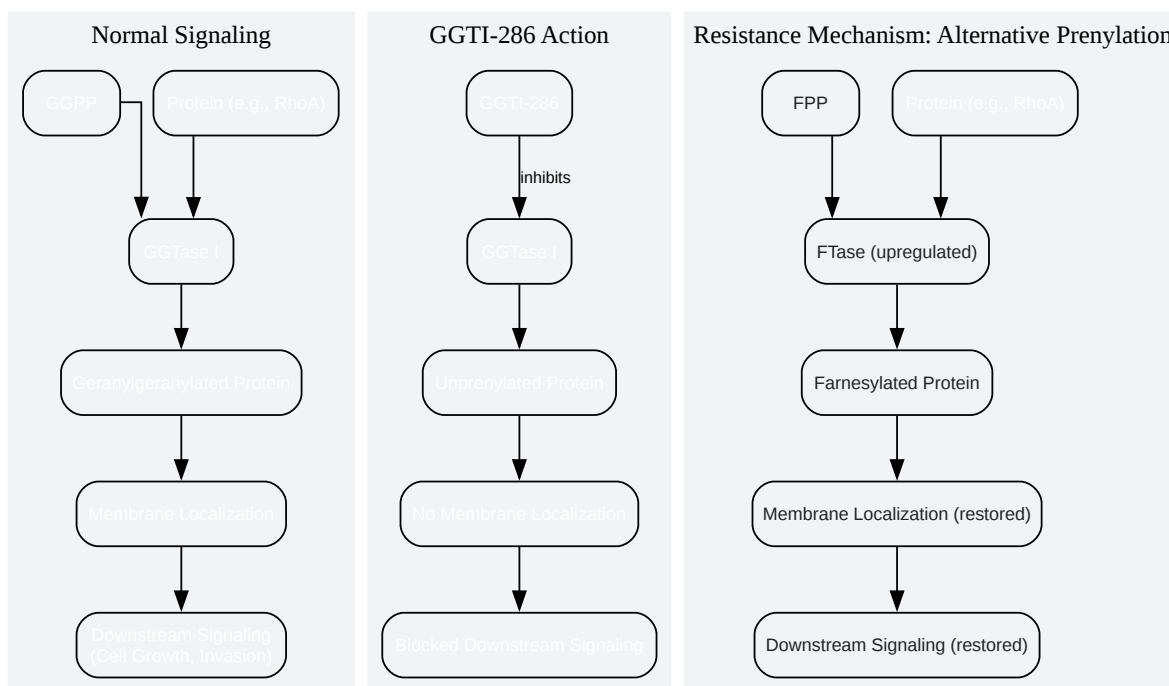 Normal Signaling
GGPP
Protein (e.g., RhoA)
GGTase I
Geranylgeranylated Protein
Membrane Localization
Downstream Signaling
(Cell Growth, Invasion)
GGTI-286 Action
GGTI-286
inhibits
GGTase I
Unprenylated Protein
No Membrane Localization
Blocked Downstream Signaling
Resistance Mechanism: Alternative Prenylation
FPP
Protein (e.g., RhoA)
FTase (upregulated)
Farnesylated Protein
Membrane Localization (restored)
Downstream Signaling (restored)